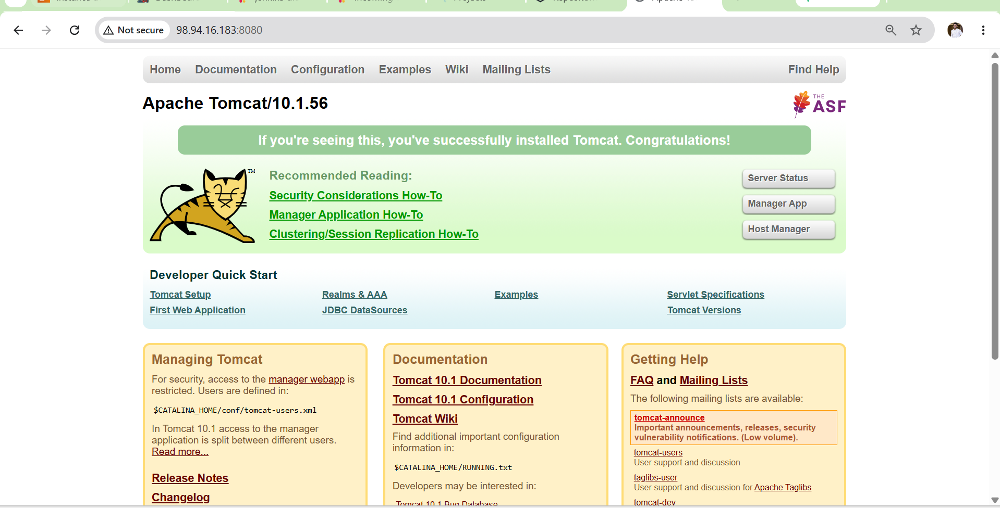 Not secure 98.94.16.183:8080
Home Documentation Configuration Examples Wiki Mailing Lists Find Help
Apache Tomcat/10.1.56
THE
ASF
If you're seeing this, you've successfully installed Tomcat. Congratulations!
TM
Recommended Reading:
Security Considerations How-To
Manager Application How-To
Clustering/Session Replication How-To
Server Status
Manager App
Host Manager
Developer Quick Start
Tomcat Setup
First Web Application
Realms & AAA
JDBC DataSources
Examples
Servlet Specifications
Tomcat Versions
Managing Tomcat
For security, access to the manager webapp is
restricted. Users are defined in:
$CATALINA_HOME/conf/tomcat-users.xml
In Tomcat 10.1 access to the manager
application is split between different users.
Read more...
Release Notes
Changelog
Documentation
Tomcat 10.1 Documentation
Tomcat 10.1 Configuration
Tomcat Wiki
Find additional important configuration
information in:
$CATALINA_HOME/RUNNING.txt
Developers may be interested in:
Tomcat 10.1 Bug Database
Getting Help
FAQ and Mailing Lists
The following mailing lists are available:
tomcat-announce
Important announcements, releases, security
vulnerability notifications. (Low volume).
tomcat-users
User support and discussion
taglibs-user
User support and discussion for Apache Taglibs
tomcat-dev